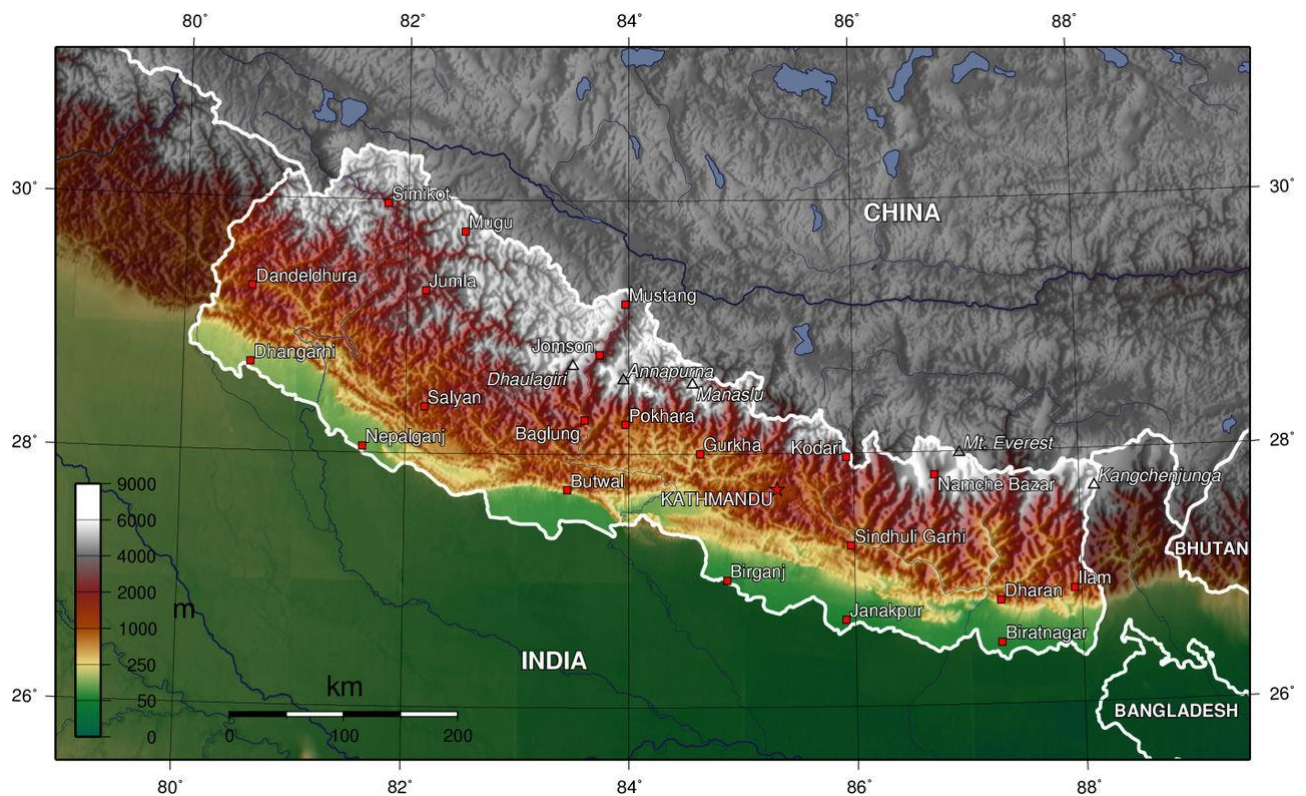 80°
82°
84°
86°
88°
30°
30°
CHINA
Simikot
Mugu
Dandeldhura
Jumla
Mustang
Dhangarhi
Jomson
Dhaulagiri
Annapurna
Manaslu
Salyan
Pokhara
Baglung
Nepalganj
Gurkha
Kodari
Mt. Everest
28°
28°
Namche Bazar
Kangchenjunga
Butwal
KATHMANDU
9000
6000
4000
2000
1000
250
50
0
m
Sindhuli Garhi
BHUTAN
Birganj
Dharan
Ilam
Janakpur
Biratnagar
INDIA
km
0
100
200
26°
26°
BANGLADESH
80°
82°
84°
86°
88°